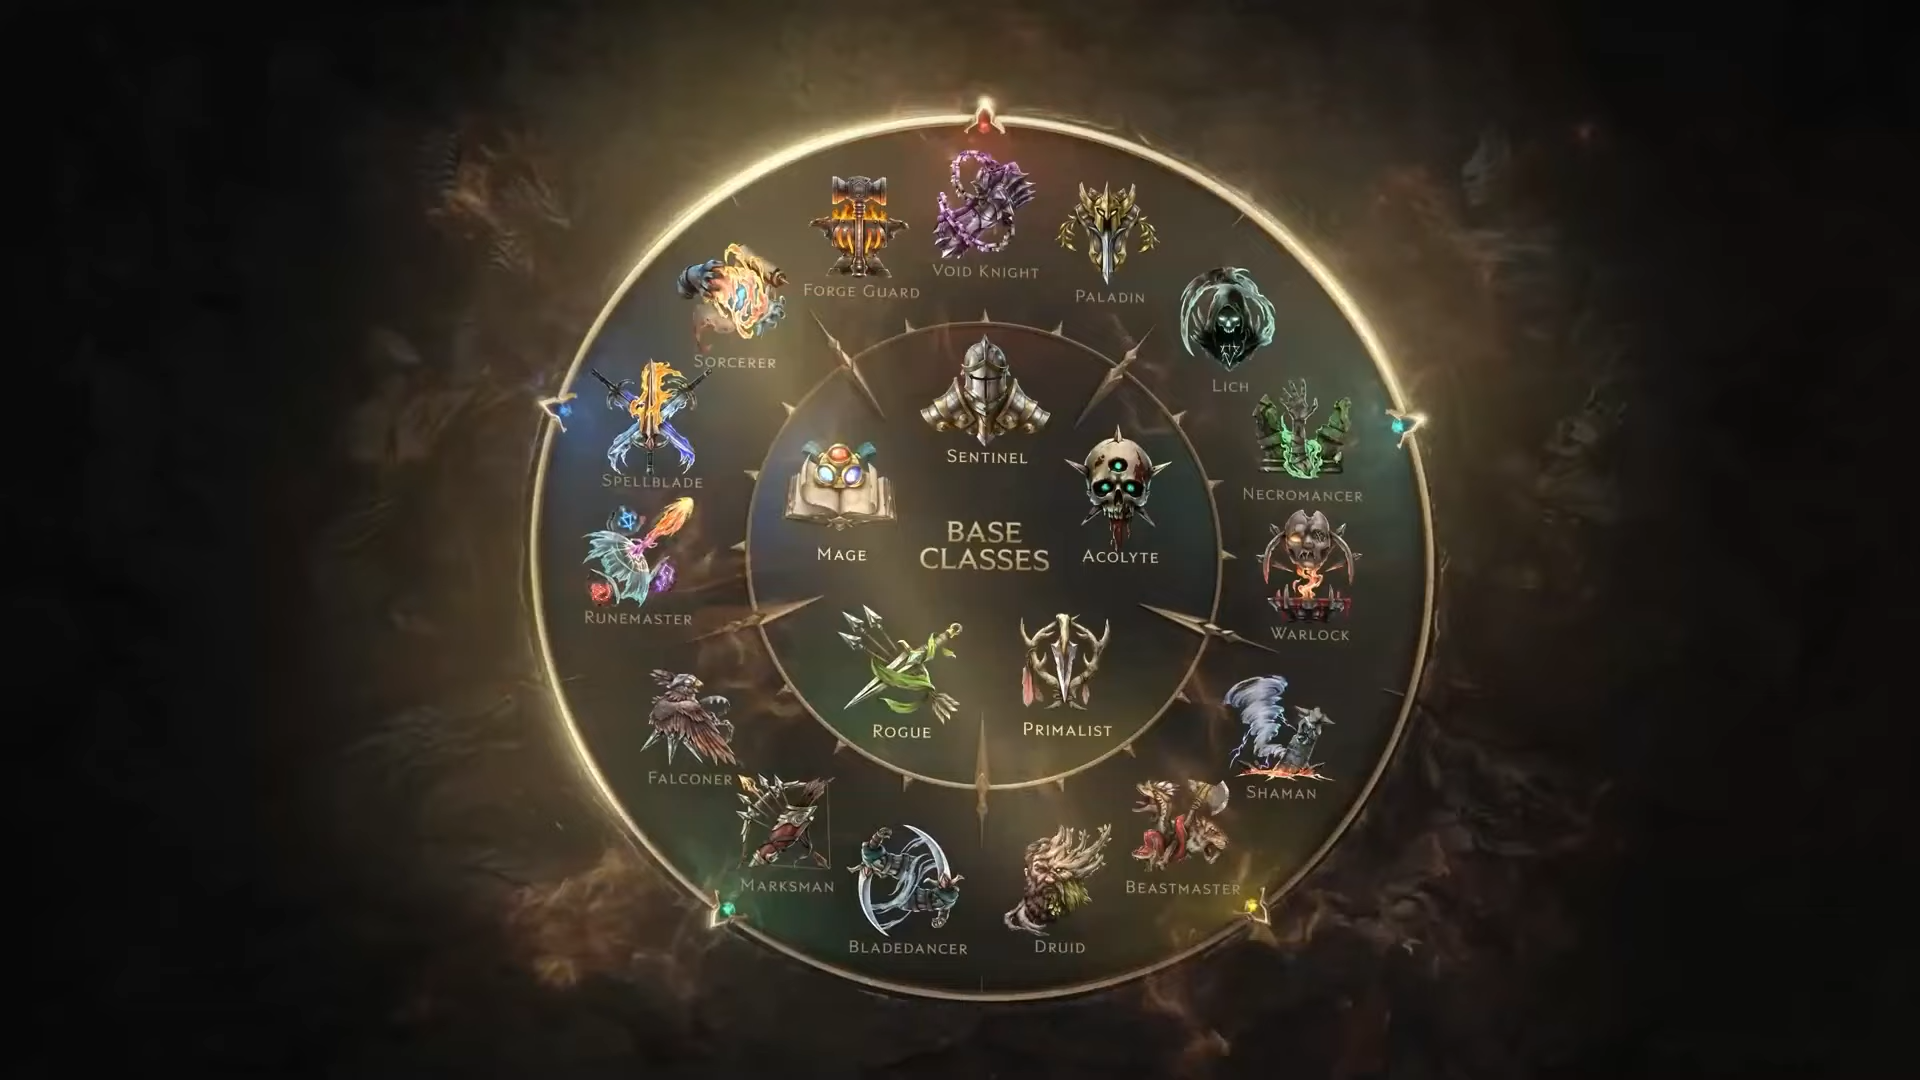 VOID KNIGHT
FORGE GUARD
PALADIN
SORCERER
LICH
SENTINEL
SPELLBLADE
NECROMANCER
MAGE
BASE
CLASSES
ACOLYTE
RUNEMASTER
WARLOCK
ROGUE
PRIMALIST
FALCONER
SHAMAN
MARKSMAN
BEASTMASTER
BLADEDANCER
DRUID